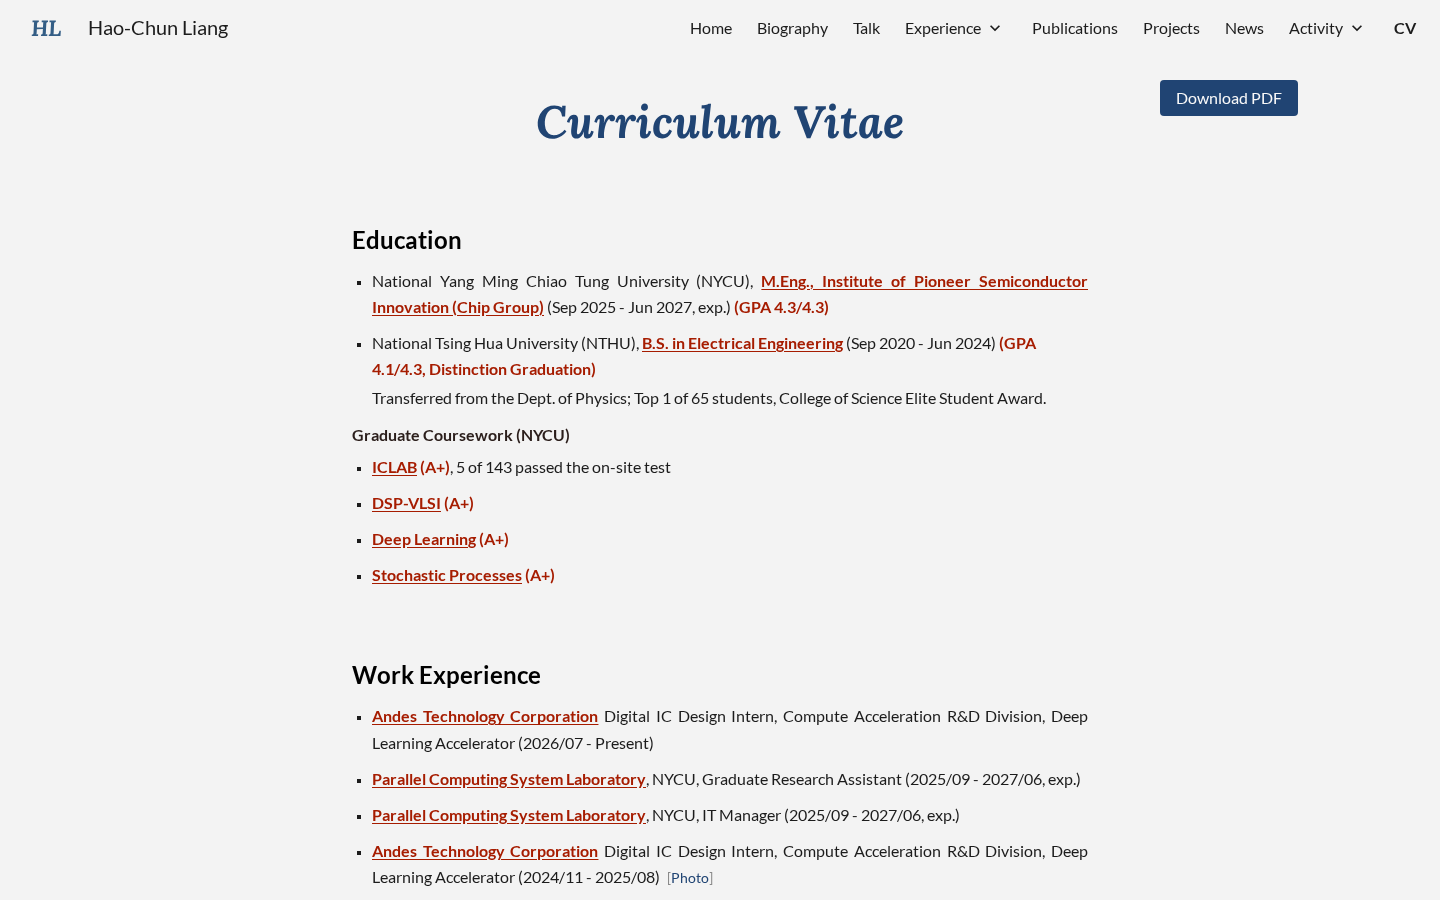 HL Hao-Chun Liang Home Biography Talk Experience Publications Projects News Activity CV
Download PDF
Curriculum Vitae
Education
National Yang Ming Chiao Tung University (NYCU), M.Eng., Institute of Pioneer Semiconductor
Innovation (Chip Group) (Sep 2025 - Jun 2027, exp.) (GPA 4.3/4.3)
National Tsing Hua University (NTHU), B.S. in Electrical Engineering (Sep 2020 - Jun 2024) (GPA
4.1/4.3, Distinction Graduation)
Transferred from the Dept. of Physics; Top 1 of 65 students, College of Science Elite Student Award.
Graduate Coursework (NYCU)
ICLAB (A+), 5 of 143 passed the on-site test
DSP-VLSI (A+)
Deep Learning (A+)
Stochastic Processes (A+)
Work Experience
Andes Technology Corporation Digital IC Design Intern, Compute Acceleration R&D Division, Deep
Learning Accelerator (2026/07 - Present)
Parallel Computing System Laboratory, NYCU, Graduate Research Assistant (2025/09 - 2027/06, exp.)
Parallel Computing System Laboratory, NYCU, IT Manager (2025/09 - 2027/06, exp.)
Andes Technology Corporation Digital IC Design Intern, Compute Acceleration R&D Division, Deep
Learning Accelerator (2024/11 - 2025/08) [Photo]